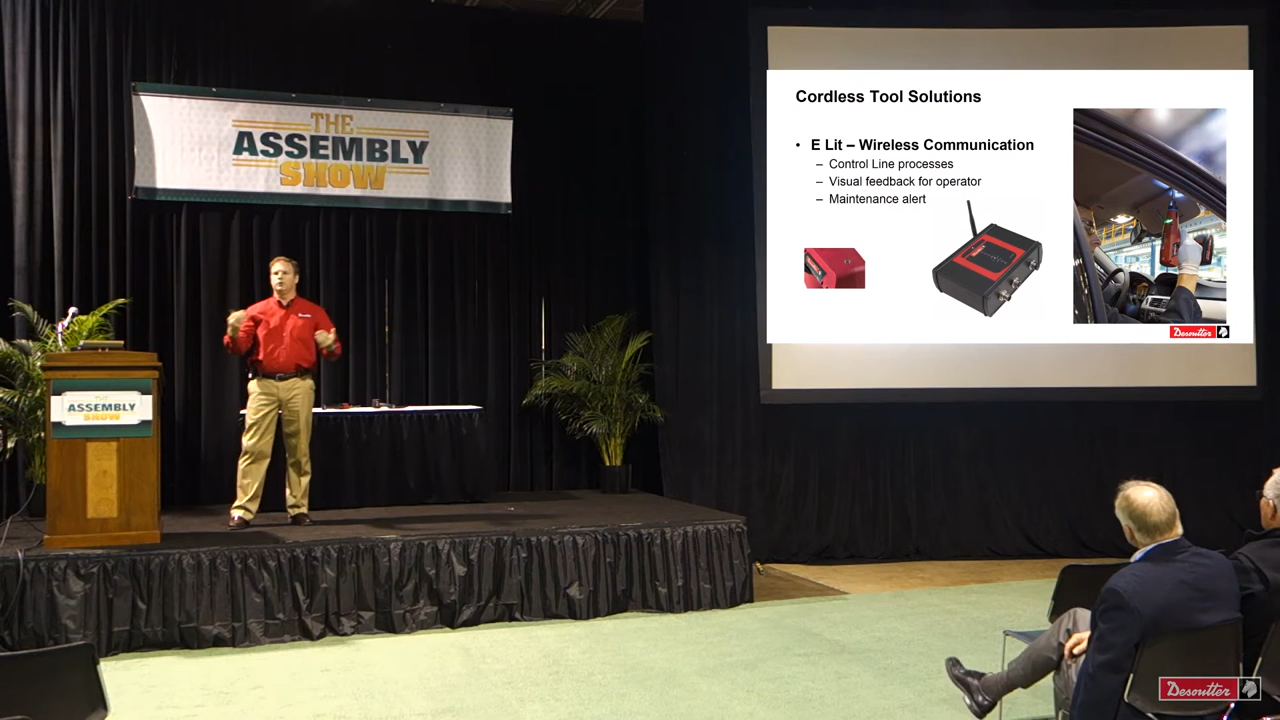 THE
ASSEMBLY
SHOW
Cordless Tool Solutions
• E Lit – Wireless Communication
– Control Line processes
– Visual feedback for operator
– Maintenance alert
Desoutter
THE
ASSEMBLY
SHOW
Desoutter